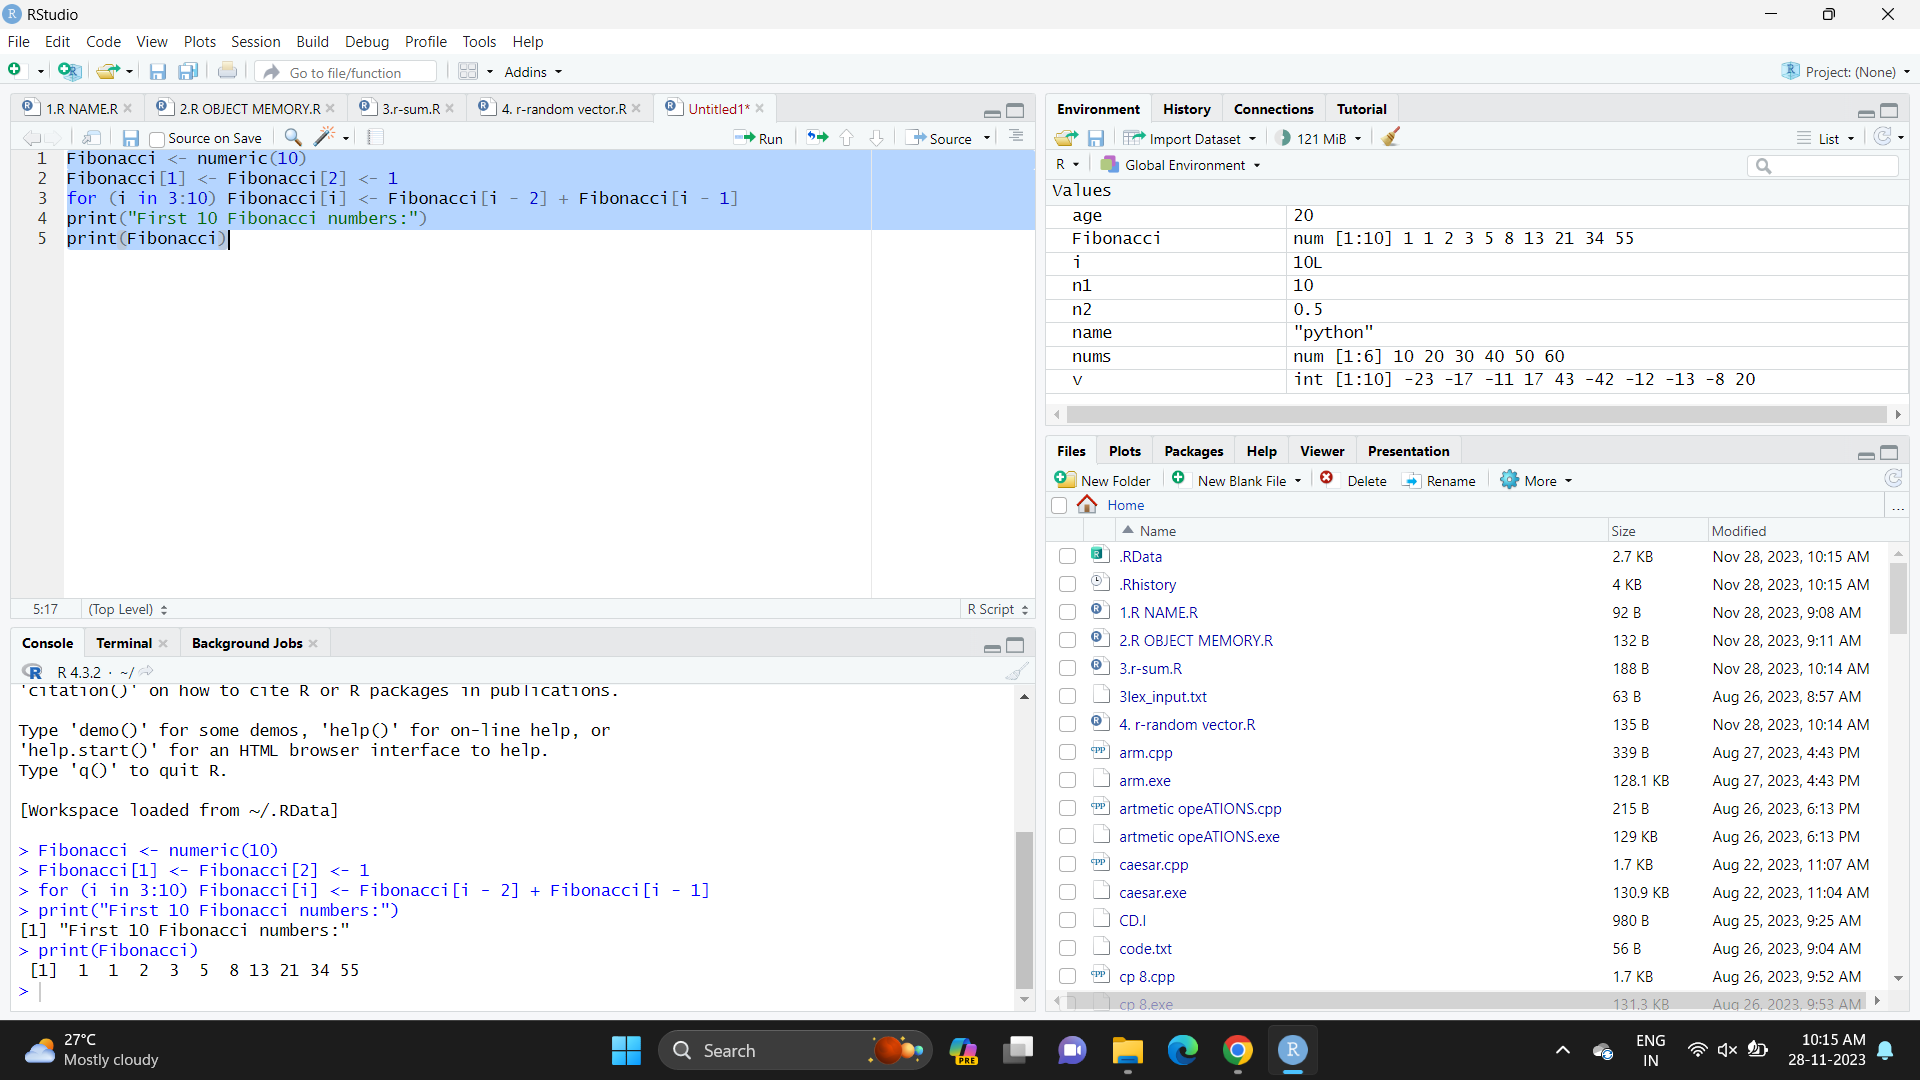 RStudio
File Edit Code View Plots Session Build Debug Profile Tools Help
Go to file/function Addins Project: (None)
1.R NAME.R 2.R OBJECT MEMORY.R 3.r-sum.R 4. r-random vector.R Untitled1*
Source on Save Run Source
1 Fibonacci <- numeric(10)
2 Fibonacci[1] <- Fibonacci[2] <- 1
3 for (i in 3:10) Fibonacci[i] <- Fibonacci[i - 2] + Fibonacci[i - 1]
4 print("First 10 Fibonacci numbers:")
5 print(Fibonacci)
5:17 (Top Level) R Script
Console Terminal Background Jobs
R 4.3.2 · ~/
'citation()' on how to cite R or R packages in publications.
Type 'demo()' for some demos, 'help()' for on-line help, or
'help.start()' for an HTML browser interface to help.
Type 'q()' to quit R.
[Workspace loaded from ~/.RData]
> Fibonacci <- numeric(10)
> Fibonacci[1] <- Fibonacci[2] <- 1
> for (i in 3:10) Fibonacci[i] <- Fibonacci[i - 2] + Fibonacci[i - 1]
> print("First 10 Fibonacci numbers:")
[1] "First 10 Fibonacci numbers:"
> print(Fibonacci)
[1] 1 1 2 3 5 8 13 21 34 55
>
Environment History Connections Tutorial
Import Dataset 121 MiB List
R Global Environment
Values
age 20
Fibonacci num [1:10] 1 1 2 3 5 8 13 21 34 55
i 10L
n1 10
n2 0.5
name "python"
nums num [1:6] 10 20 30 40 50 60
v int [1:10] -23 -17 -11 17 43 -42 -12 -13 -8 20
Files Plots Packages Help Viewer Presentation
New Folder New Blank File Delete Rename More
Home ...
Name Size Modified
.RData 2.7 KB Nov 28, 2023, 10:15 AM
.Rhistory 4 KB Nov 28, 2023, 10:15 AM
1.R NAME.R 92 B Nov 28, 2023, 9:08 AM
2.R OBJECT MEMORY.R 132 B Nov 28, 2023, 9:11 AM
3.r-sum.R 188 B Nov 28, 2023, 10:14 AM
3lex_input.txt 63 B Aug 26, 2023, 8:57 AM
4. r-random vector.R 135 B Nov 28, 2023, 10:14 AM
arm.cpp 339 B Aug 27, 2023, 4:43 PM
arm.exe 128.1 KB Aug 27, 2023, 4:43 PM
artmetic opeATIONS.cpp 215 B Aug 26, 2023, 6:13 PM
artmetic opeATIONS.exe 129 KB Aug 26, 2023, 6:13 PM
caesar.cpp 1.7 KB Aug 22, 2023, 11:07 AM
caesar.exe 130.9 KB Aug 22, 2023, 11:04 AM
CD.l 980 B Aug 25, 2023, 9:25 AM
code.txt 56 B Aug 26, 2023, 9:04 AM
cp 8.cpp 1.7 KB Aug 26, 2023, 9:52 AM
cp 8.exe 131.3 KB Aug 26, 2023, 9:53 AM
27°C
Mostly cloudy
Search
PRE
ENG
IN
10:15 AM
28-11-2023